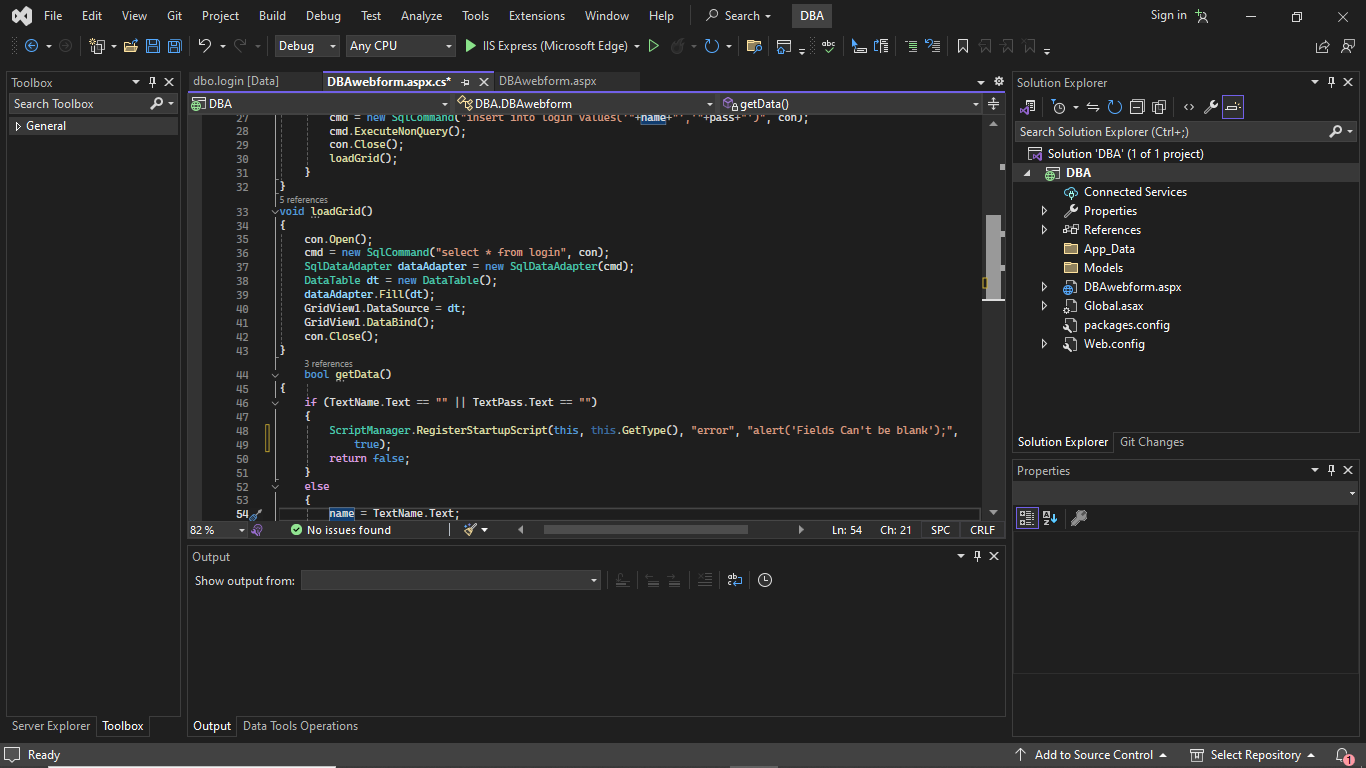 File Edit View Git Project Build Debug Test Analyze Tools Extensions Window Help Search DBA Sign in
Debug Any CPU IIS Express (Microsoft Edge)
Toolbox
Search Toolbox
General
Server Explorer Toolbox
dbo.login [Data] DBAwebform.aspx.cs* DBAwebform.aspx
DBA DBA.DBAwebform getData()
27 cmd = new SqlCommand("insert into login values('"+name+"','"+pass+"')", con);
28 cmd.ExecuteNonQuery();
29 con.Close();
30 loadGrid();
31 }
32 }
5 references
33 void loadGrid()
34 {
35 con.Open();
36 cmd = new SqlCommand("select * from login", con);
37 SqlDataAdapter dataAdapter = new SqlDataAdapter(cmd);
38 DataTable dt = new DataTable();
39 dataAdapter.Fill(dt);
40 GridView1.DataSource = dt;
41 GridView1.DataBind();
42 con.Close();
43 }
3 references
44 bool getData()
45 {
46 if (TextName.Text == "" || TextPass.Text == "")
47 {
48 ScriptManager.RegisterStartupScript(this, this.GetType(), "error", "alert('Fields Can't be blank');",
49 true);
50 return false;
51 }
52 else
53 {
54 name = TextName.Text;
82 % No issues found Ln: 54 Ch: 21 SPC CRLF
Output
Show output from:
Output Data Tools Operations
Solution Explorer
Search Solution Explorer (Ctrl+;)
Solution 'DBA' (1 of 1 project)
DBA
Connected Services
Properties
References
App_Data
Models
DBAwebform.aspx
Global.asax
packages.config
Web.config
Solution Explorer Git Changes
Properties
Ready Add to Source Control Select Repository 1